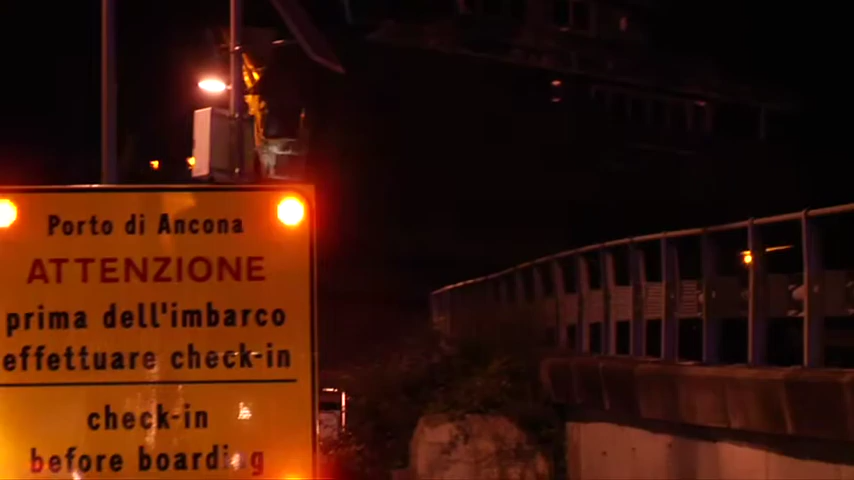 Porto di Ancona
ATTENZIONE
prima dell'imbarco
effettuare check-in
check-in
before boarding